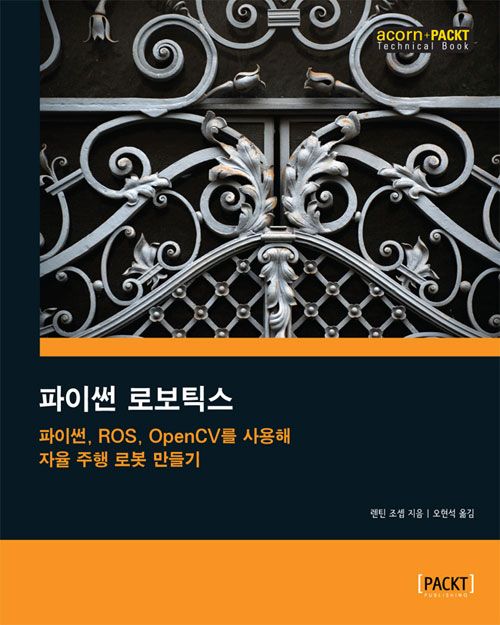 acorn+PACKT
Technical Book
파이썬 로보틱스
파이썬, ROS, OpenCV를 사용해
자율 주행 로봇 만들기
렌틴 조셉 지음 | 오현석 옮김
[PACKT]
PUBLISHING